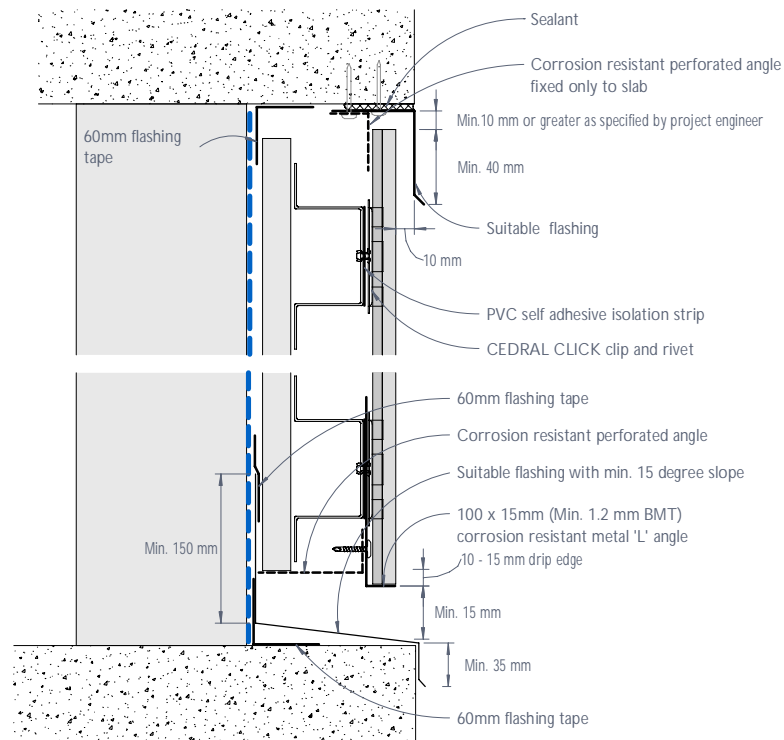 Sealant
Corrosion resistant perforated angle
fixed only to slab
Min.10 mm or greater as specified by project engineer
60mm flashing
tape
Min. 40 mm
Suitable flashing
10 mm
PVC self adhesive isolation strip
CEDRAL CLICK clip and rivet
60mm flashing tape
Corrosion resistant perforated angle
Suitable flashing with min. 15 degree slope
100 x 15mm (Min. 1.2 mm BMT)
corrosion resistant metal 'L' angle
10 - 15 mm drip edge
Min. 150 mm
Min. 15 mm
Min. 35 mm
60mm flashing tape